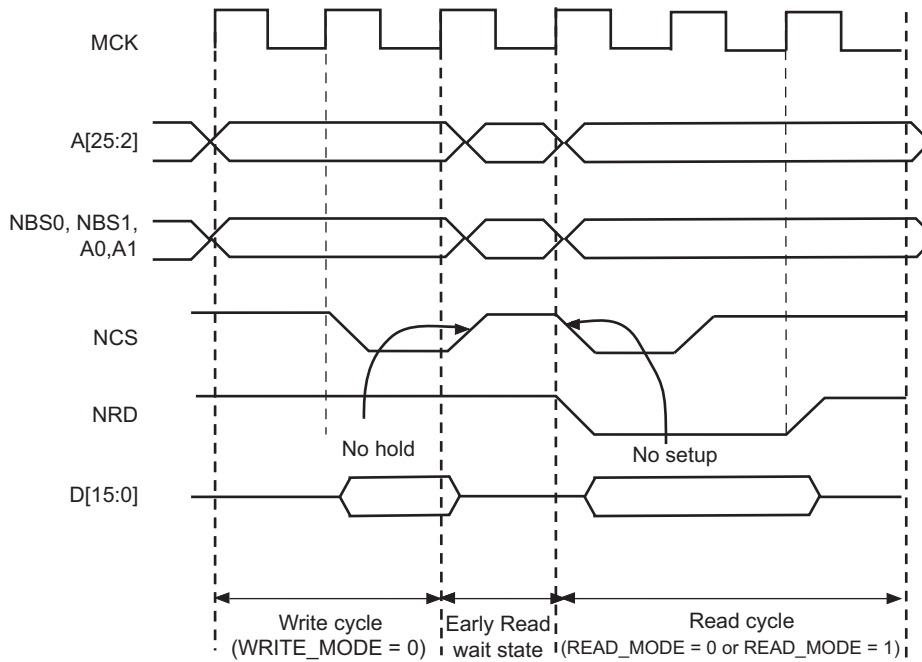 MCK
A[25:2]
NBS0, NBS1,
A0,A1
NCS
NRD
No hold
No setup
D[15:0]
Write cycle
(WRITE_MODE = 0)
Early Read
wait state
Read cycle
(READ_MODE = 0 or READ_MODE = 1)